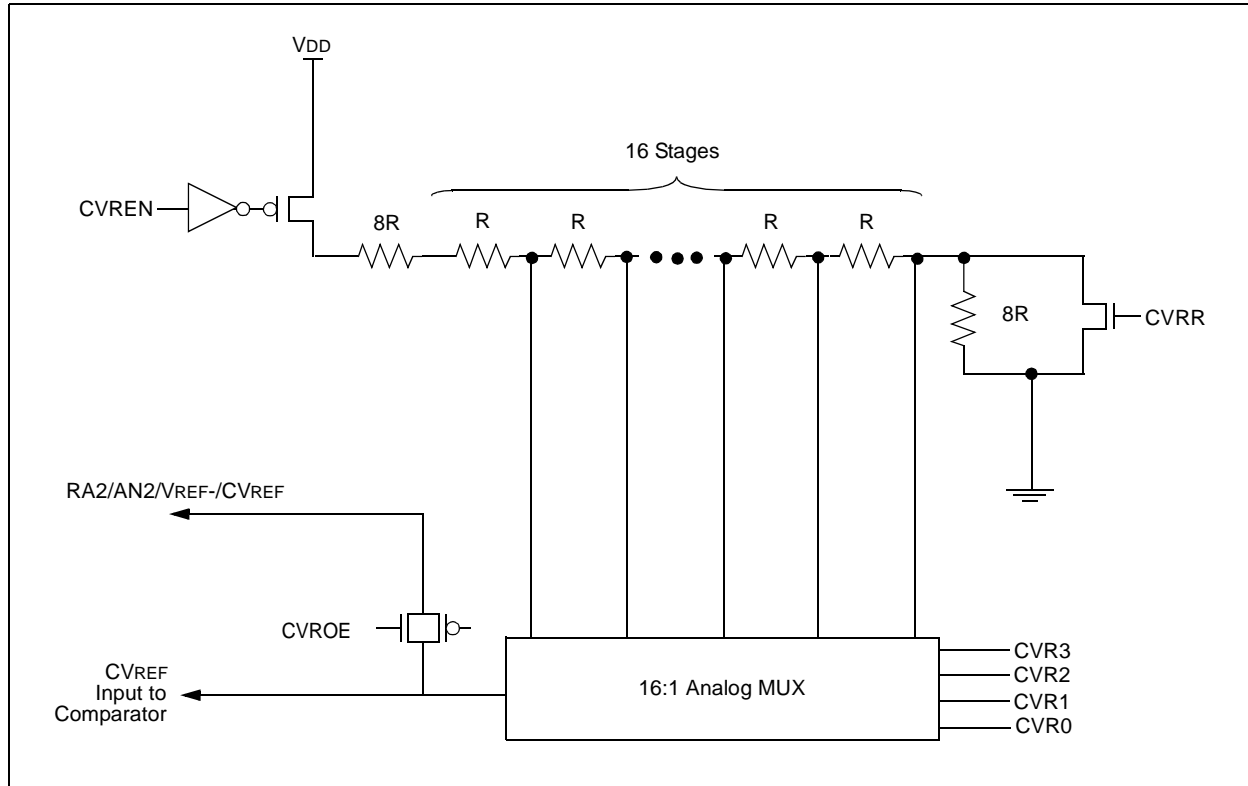 VDD
16 Stages
CVREN
8R
R
R
R
R
8R
CVRR
RA2/AN2/VREF-/CVREF
CVROE
CVREF
Input to
Comparator
16:1 Analog MUX
CVR3
CVR2
CVR1
CVR0